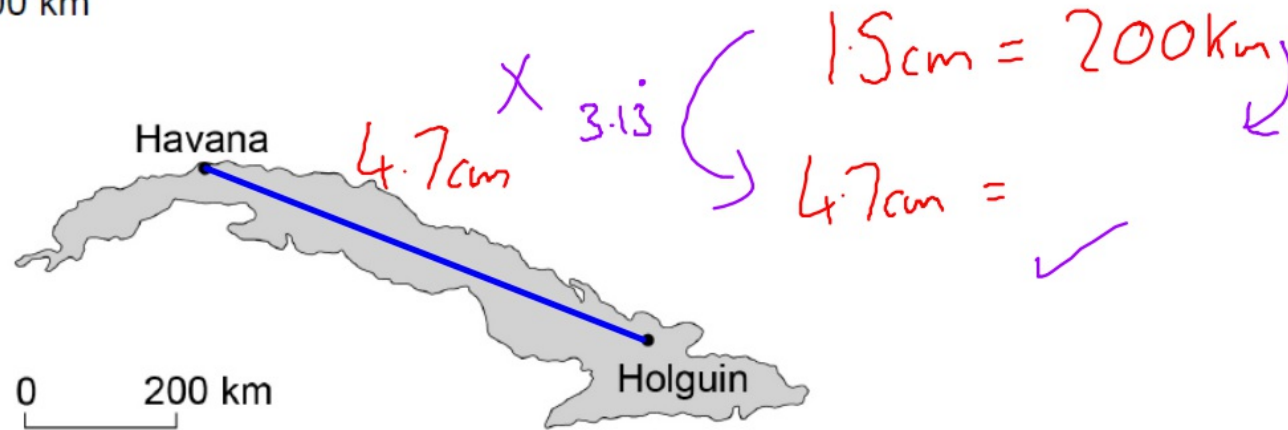 00 km
1.5cm = 200km
Havana
4.7cm
× 3.13̇
4.7cm =
Holguin
0 200 km